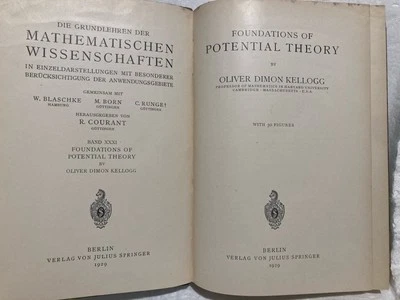 DIE GRUNDLEHREN DER
MATHEMATISCHEN
WISSENSCHAFTEN
IN EINZELDARSTELLUNGEN MIT BESONDERER
BERÜCKSICHTIGUNG DER ANWENDUNGSGEBIETE
GEMEINSAM MIT
W. BLASCHKE M. BORN C. RUNGE†
HAMBURG GÖTTINGEN GÖTTINGEN
HERAUSGEGEBEN VON
R. COURANT
GÖTTINGEN
BAND XXXI
FOUNDATIONS OF
POTENTIAL THEORY
BY
OLIVER DIMON KELLOGG
BERLIN
VERLAG VON JULIUS SPRINGER
1929
FOUNDATIONS OF
POTENTIAL THEORY
BY
OLIVER DIMON KELLOGG
PROFESSOR OF MATHEMATICS IN HARVARD UNIVERSITY
CAMBRIDGE · MASSACHUSETTS · U.S.A.
WITH 30 FIGURES
BERLIN
VERLAG VON JULIUS SPRINGER
1929